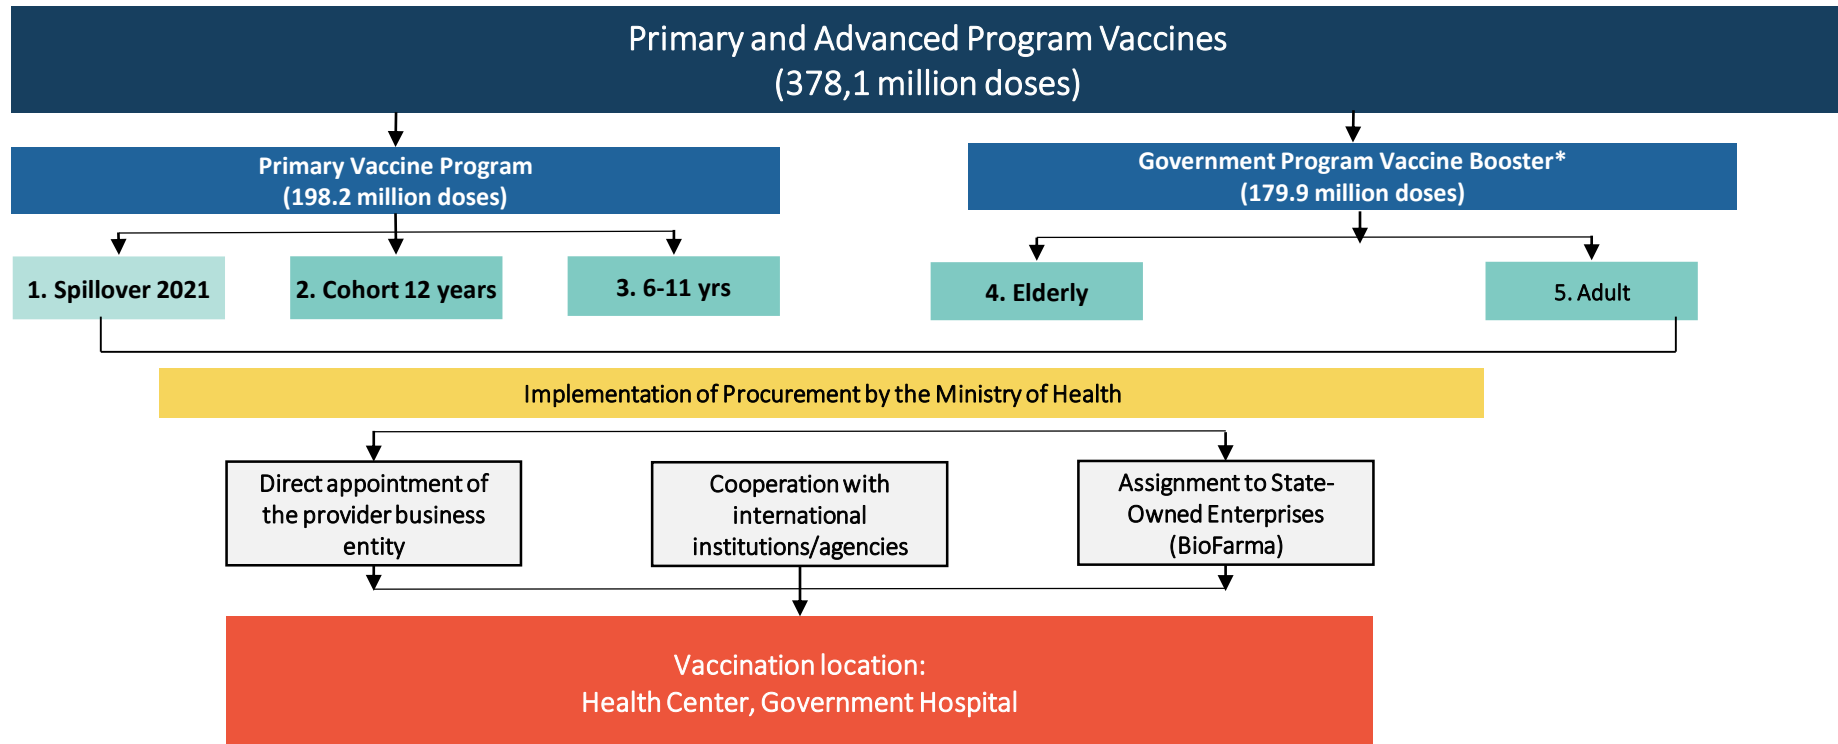 Primary and Advanced Program Vaccines
(378,1 million doses)
Primary Vaccine Program
(198.2 million doses)
Government Program Vaccine Booster*
(179.9 million doses)
1. Spillover 2021
2. Cohort 12 years
3. 6-11 yrs
4. Elderly
5. Adult
Implementation of Procurement by the Ministry of Health
Direct appointment of
the provider business
entity
Cooperation with
international
institutions/agencies
Assignment to State-
Owned Enterprises
(BioFarma)
Vaccination location:
Health Center, Government Hospital